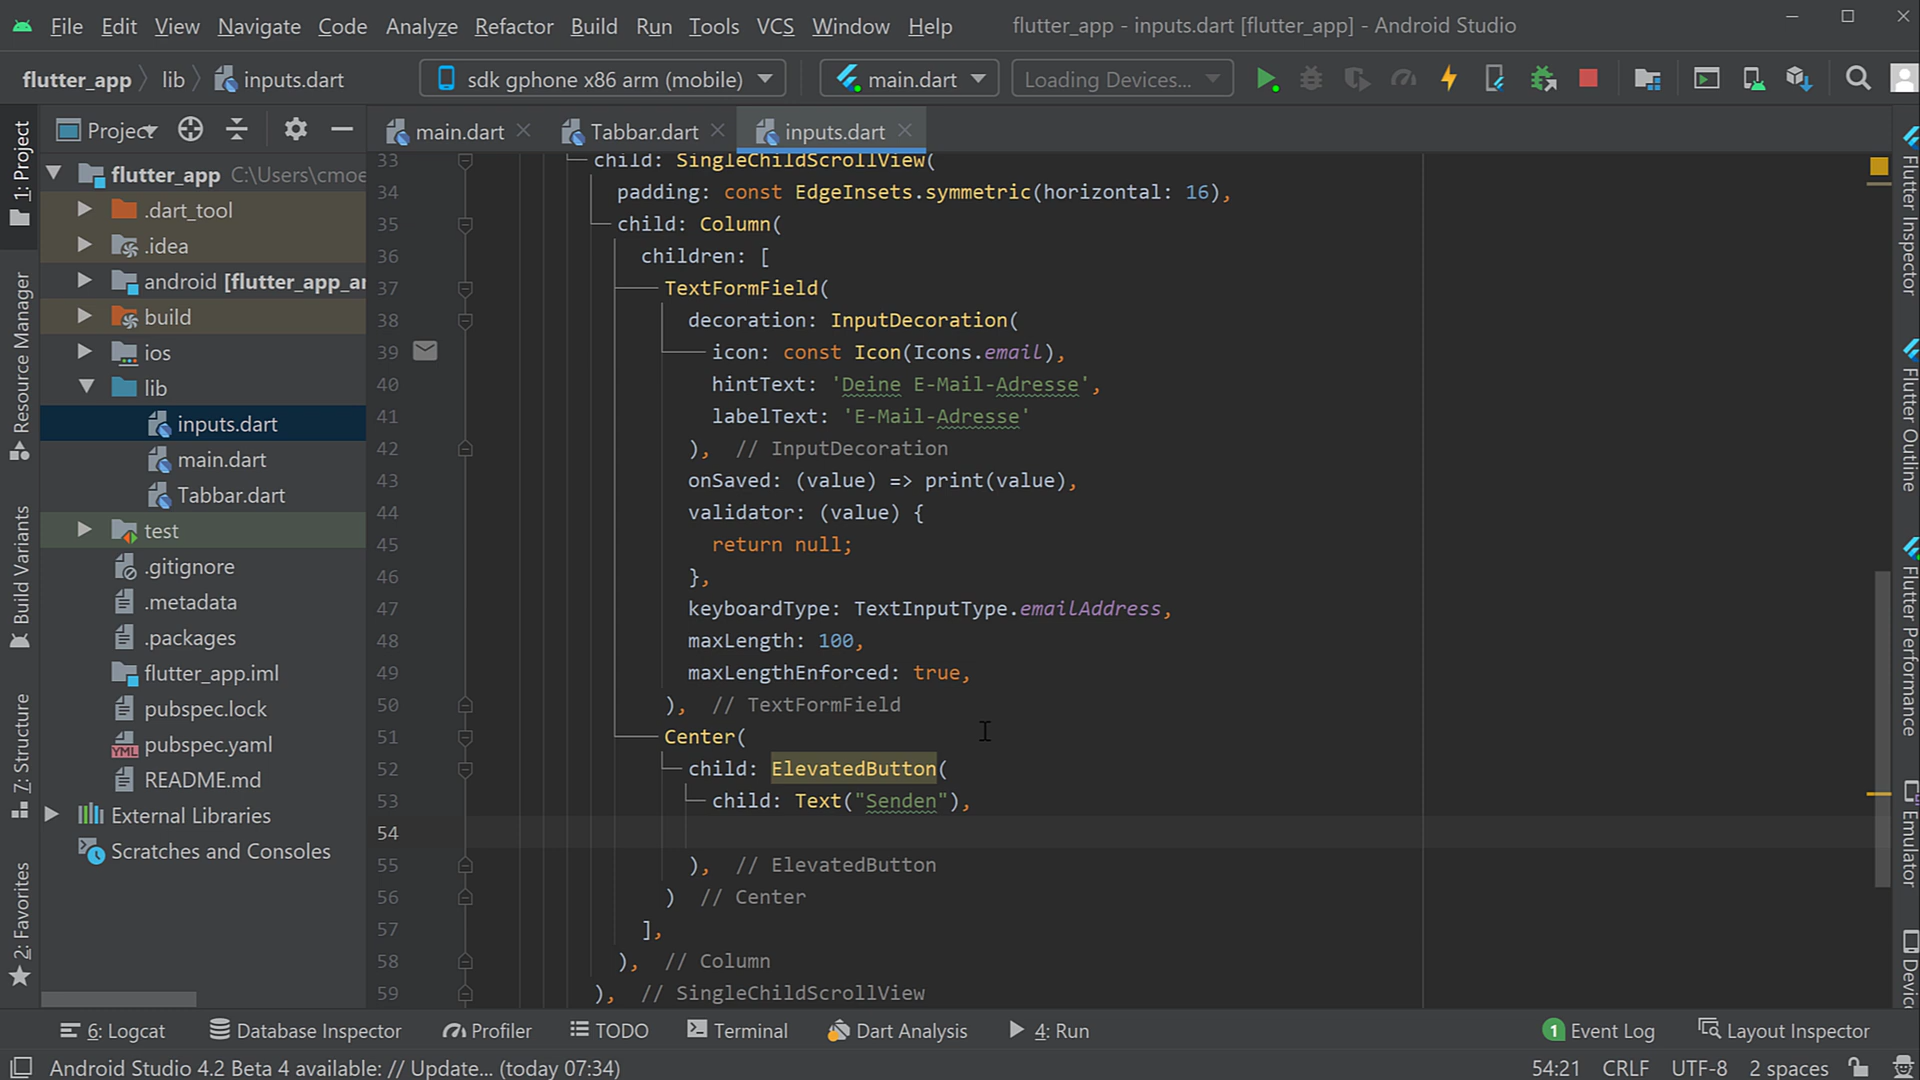 File Edit View Navigate Code Analyze Refactor Build Run Tools VCS Window Help flutter_app - inputs.dart [flutter_app] - Android Studio
flutter_app lib inputs.dart sdk gphone x86 arm (mobile) main.dart Loading Devices...
Project main.dart Tabbar.dart inputs.dart
1: Project
Resource Manager
Build Variants
7: Structure
2: Favorites
flutter_app C:\Users\cmoe
.dart_tool
.idea
android [flutter_app_an
build
ios
lib
inputs.dart
main.dart
Tabbar.dart
test
.gitignore
.metadata
.packages
flutter_app.iml
pubspec.lock
YML pubspec.yaml
README.md
External Libraries
Scratches and Consoles
33 child: SingleChildScrollView(
34 padding: const EdgeInsets.symmetric(horizontal: 16),
35 child: Column(
36 children: [
37 TextFormField(
38 decoration: InputDecoration(
39 icon: const Icon(Icons.email),
40 hintText: 'Deine E-Mail-Adresse',
41 labelText: 'E-Mail-Adresse'
42 ), // InputDecoration
43 onSaved: (value) => print(value),
44 validator: (value) {
45 return null;
46 },
47 keyboardType: TextInputType.emailAddress,
48 maxLength: 100,
49 maxLengthEnforced: true,
50 ), // TextFormField
51 Center(
52 child: ElevatedButton(
53 child: Text("Senden"),
54
55 ), // ElevatedButton
56 ) // Center
57 ],
58 ), // Column
59 ), // SingleChildScrollView
Flutter Inspector
Flutter Outline
Flutter Performance
Emulator
Devic
6: Logcat Database Inspector Profiler TODO Terminal Dart Analysis 4: Run 1 Event Log Layout Inspector
Android Studio 4.2 Beta 4 available: // Update... (today 07:34) 54:21 CRLF UTF-8 2 spaces